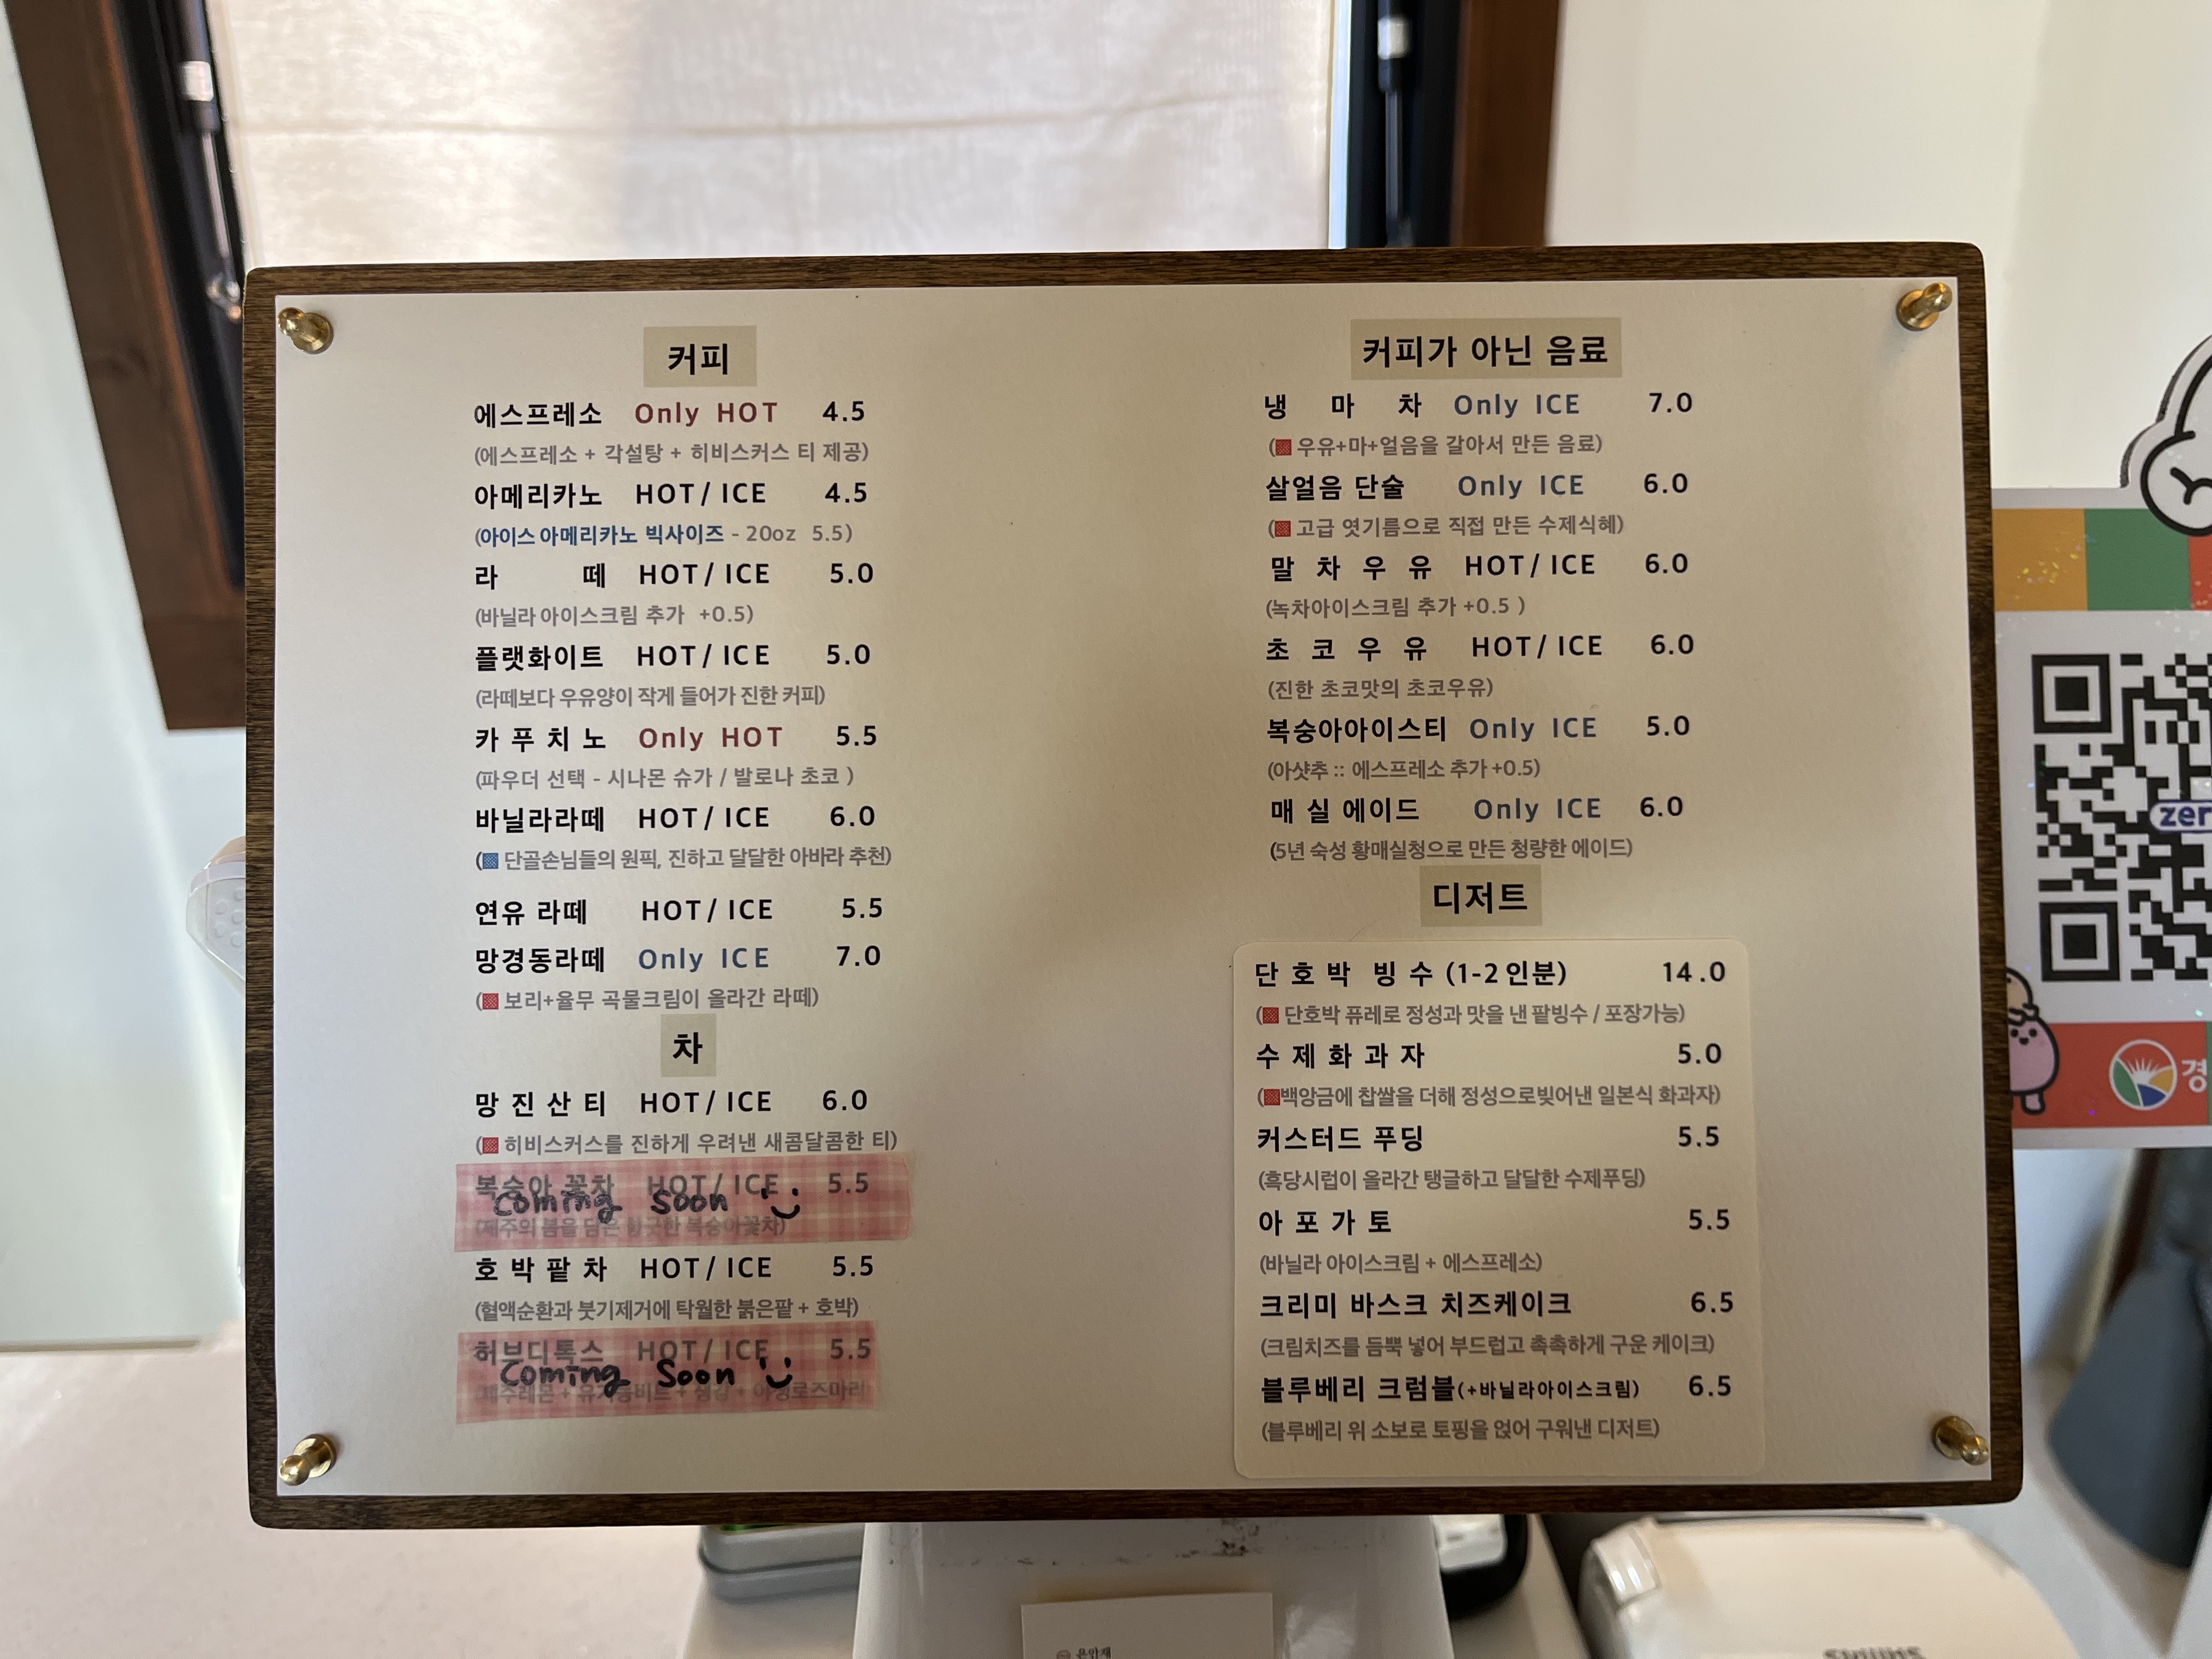 커피
에스프레소 Only HOT 4.5
(에스프레소 + 각설탕 + 히비스커스 티 제공)
아메리카노 HOT/ICE 4.5
(아이스 아메리카노 빅사이즈 - 20oz 5.5)
라 떼 HOT/ICE 5.0
(바닐라 아이스크림 추가 +0.5)
플랫화이트 HOT/ICE 5.0
(라떼보다 우유양이 작게 들어가 진한 커피)
카 푸 치 노 Only HOT 5.5
(파우더 선택 - 시나몬 슈가 / 발로나 초코 )
바닐라라떼 HOT/ICE 6.0
(단골손님들의 원픽, 진하고 달달한 아바라 추천)
연유 라떼 HOT/ICE 5.5
망경동라떼 Only ICE 7.0
(보리+율무 곡물크림이 올라간 라떼)
차
망 진 산 티 HOT/ICE 6.0
(히비스커스를 진하게 우려낸 새콤달콤한 티)
복숭아 꽃차 HOT/ICE 5.5
Coming Soon
(제주의 봄을 담은 향긋한 복숭아꽃차)
호 박 팥 차 HOT/ICE 5.5
(혈액순환과 붓기제거에 탁월한 붉은팥 + 호박)
허브디톡스 HOT/ICE 5.5
Coming Soon
커피가 아닌 음료
냉 마 차 Only ICE 7.0
(우유+마+얼음을 갈아서 만든 음료)
살얼음 단술 Only ICE 6.0
(고급 엿기름으로 직접 만든 수제식혜)
말 차 우 유 HOT/ICE 6.0
(녹차아이스크림 추가 +0.5 )
초 코 우 유 HOT/ICE 6.0
(진한 초코맛의 초코우유)
복숭아아이스티 Only ICE 5.0
(아샷추 :: 에스프레소 추가 +0.5)
매 실 에이드 Only ICE 6.0
(5년 숙성 황매실청으로 만든 청량한 에이드)
디저트
단 호 박 빙 수 (1-2 인분) 14.0
(단호박 퓨레로 정성과 맛을 낸 팥빙수 / 포장가능)
수 제 화 과 자 5.0
(백앙금에 찹쌀을 더해 정성으로빚어낸 일본식 화과자)
커스터드 푸딩 5.5
(흑당시럽이 올라간 탱글하고 달달한 수제푸딩)
아 포 가 토 5.5
(바닐라 아이스크림 + 에스프레소)
크리미 바스크 치즈케이크 6.5
(크림치즈를 듬뿍 넣어 부드럽고 촉촉하게 구운 케이크)
블루베리 크럼블(+바닐라아이스크림) 6.5
(블루베리 위 소보로 토핑을 얹어 구워낸 디저트)
zer
경
은안재